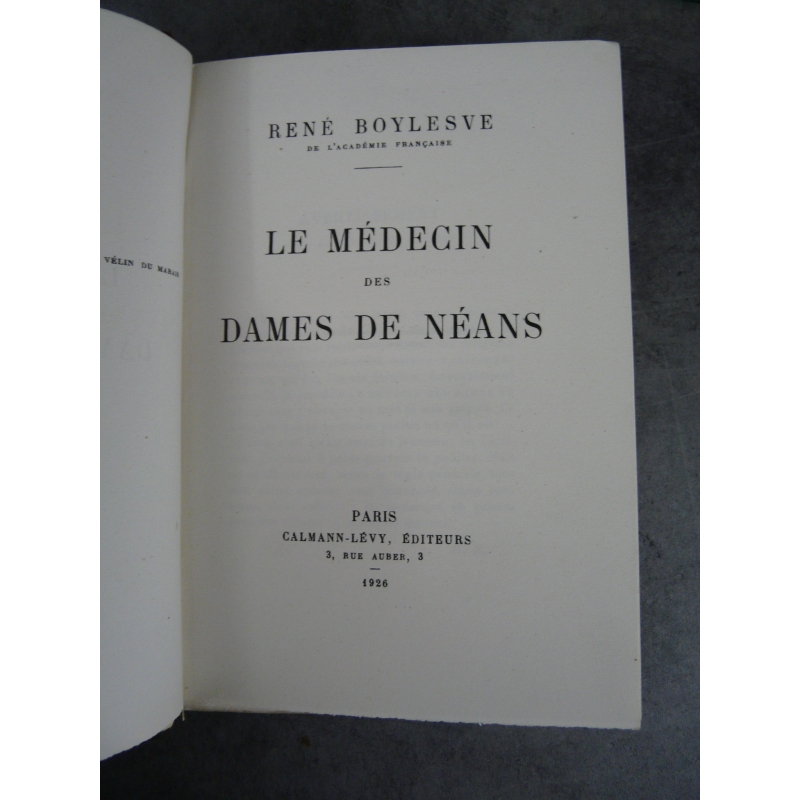 VÉLIN DU MARAIS
RENÉ BOYLESVE
DE L'ACADÉMIE FRANÇAISE
LE MÉDECIN
DES
DAMES DE NÉANS
PARIS
CALMANN-LÉVY, ÉDITEURS
3, RUE AUBER, 3
1926